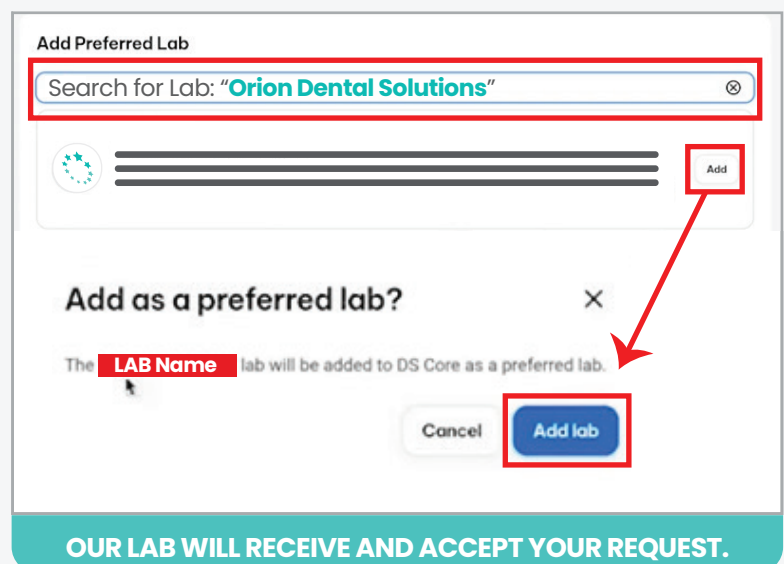 Add Preferred Lab
Search for Lab: “Orion Dental Solutions”
Add
Add as a preferred lab?
The LAB Name lab will be added to DS Core as a preferred lab.
Cancel Add lab
OUR LAB WILL RECEIVE AND ACCEPT YOUR REQUEST.